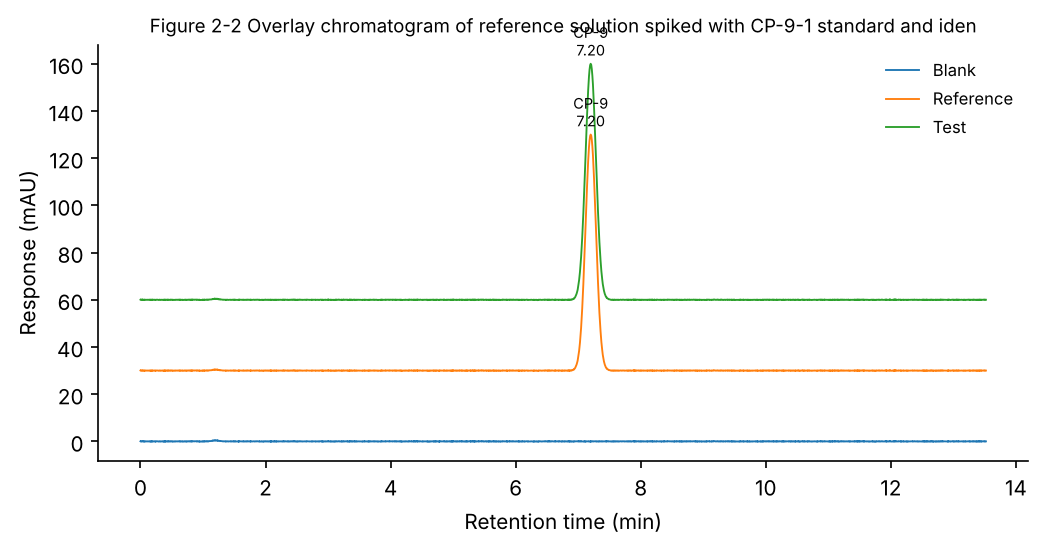 Figure 2-2 Overlay chromatogram of reference solution spiked with CP-9-1 standard and iden
CP-9
7.20
CP-9
7.20
Blank
Reference
Test
Response (mAU)
160
140
120
100
80
60
40
20
0
0 2 4 6 8 10 12 14
Retention time (min)